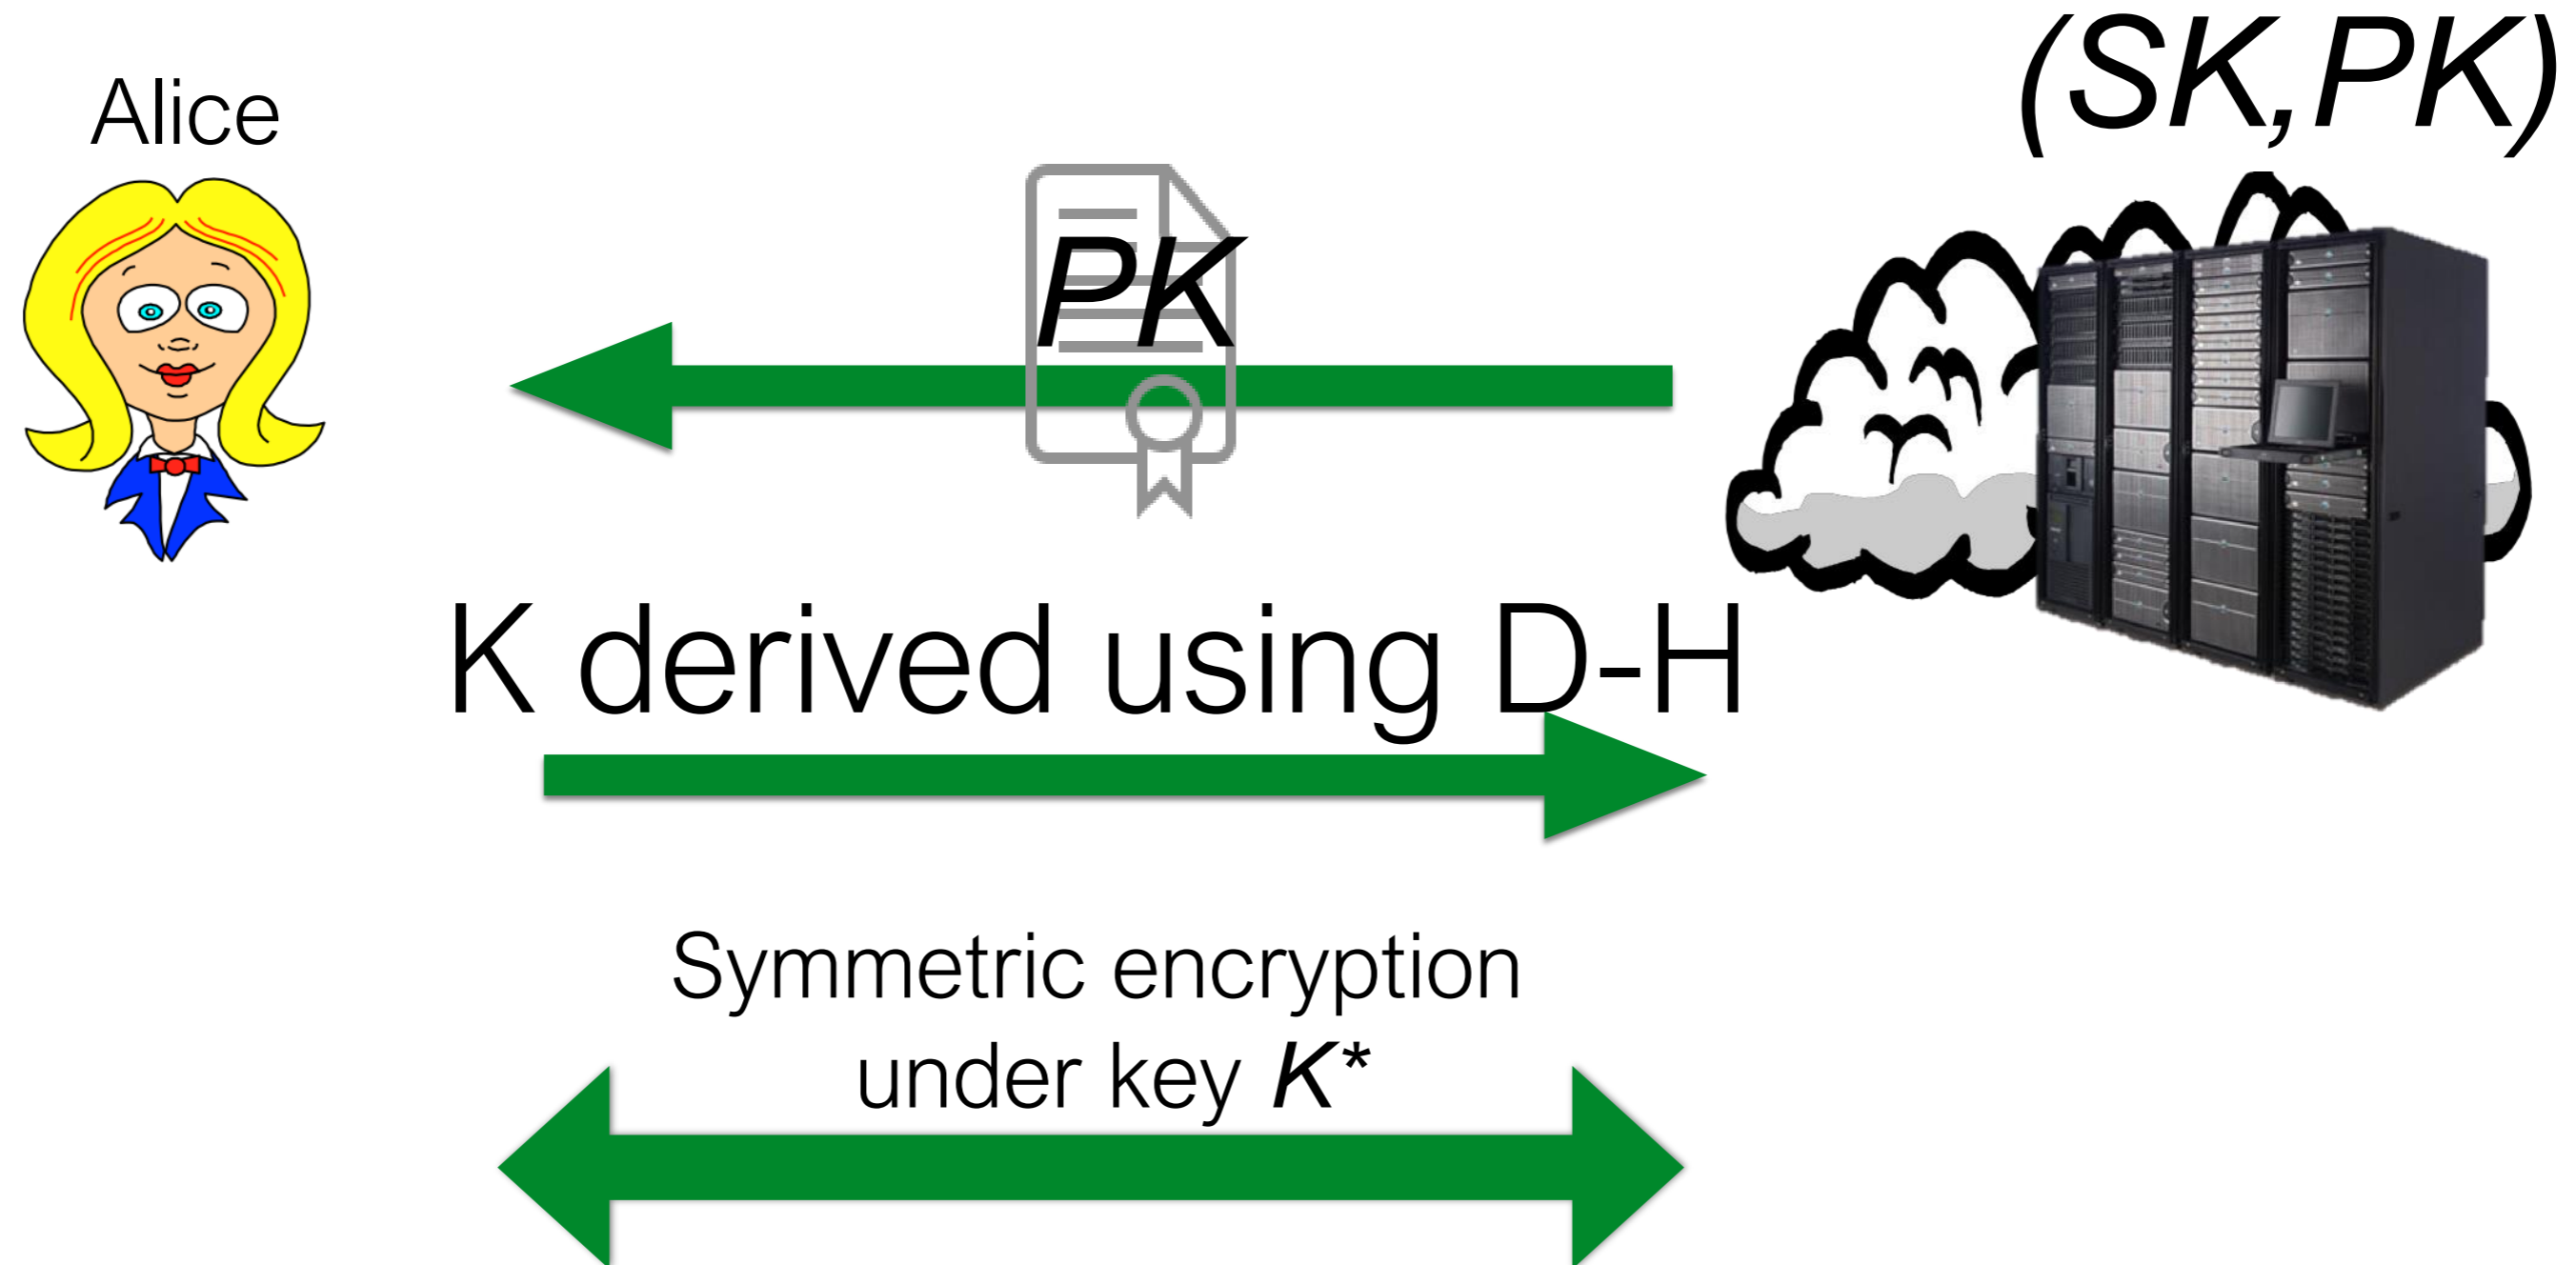 Alice
(SK,PK)
PK
K derived using D-H
Symmetric encryption
under key K*